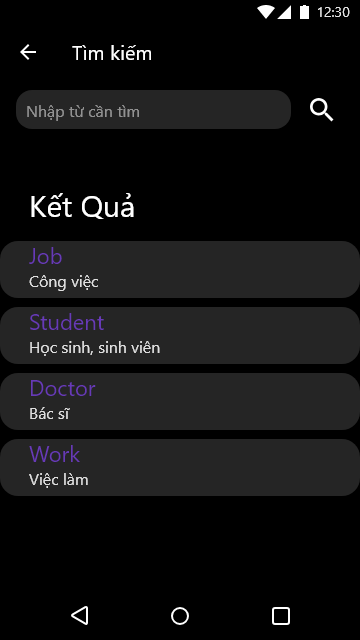 12:30
Tìm kiếm
Nhập từ cần tìm
Kết Quả
Job
Công việc
Student
Học sinh, sinh viên
Doctor
Bác sĩ
Work
Việc làm